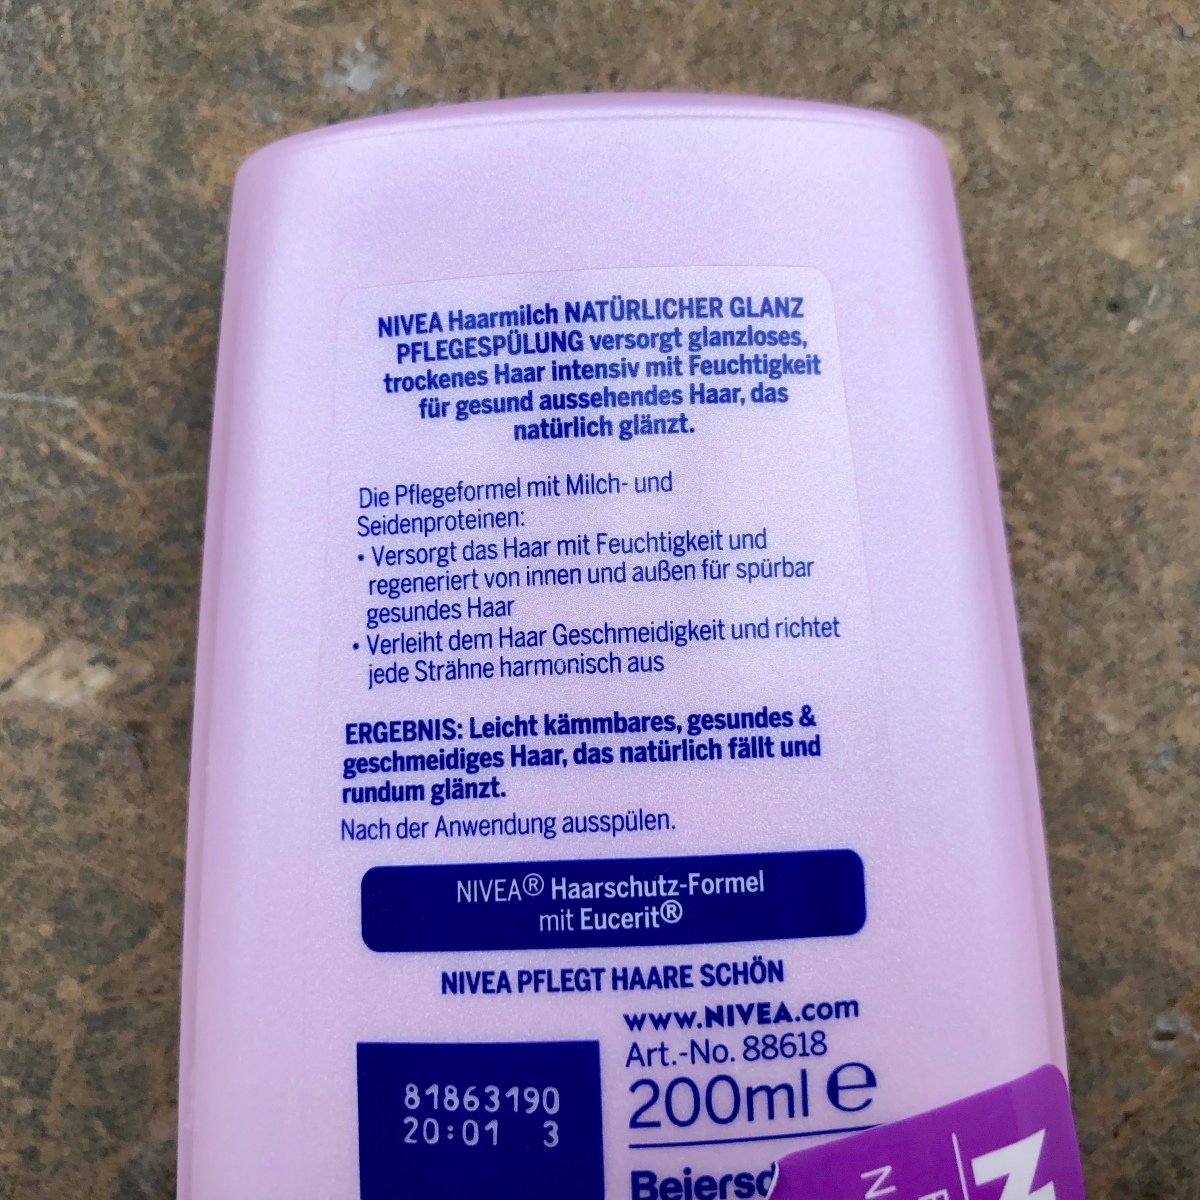 NIVEA Haarmilch NATÜRLICHER GLANZ
PFLEGESPÜLUNG versorgt glanzloses,
trockenes Haar intensiv mit Feuchtigkeit
für gesund aussehendes Haar, das
natürlich glänzt.
Die Pflegeformel mit Milch- und
Seidenproteinen:
• Versorgt das Haar mit Feuchtigkeit und
regeneriert von innen und außen für spürbar
gesundes Haar
• Verleiht dem Haar Geschmeidigkeit und richtet
jede Strähne harmonisch aus
ERGEBNIS: Leicht kämmbares, gesundes &
geschmeidiges Haar, das natürlich fällt und
rundum glänzt.
Nach der Anwendung ausspülen.
NIVEA® Haarschutz-Formel
mit Eucerit®
NIVEA PFLEGT HAARE SCHÖN
www.NIVEA.com
Art.-No. 88618
200ml e
81863190
20:01 3